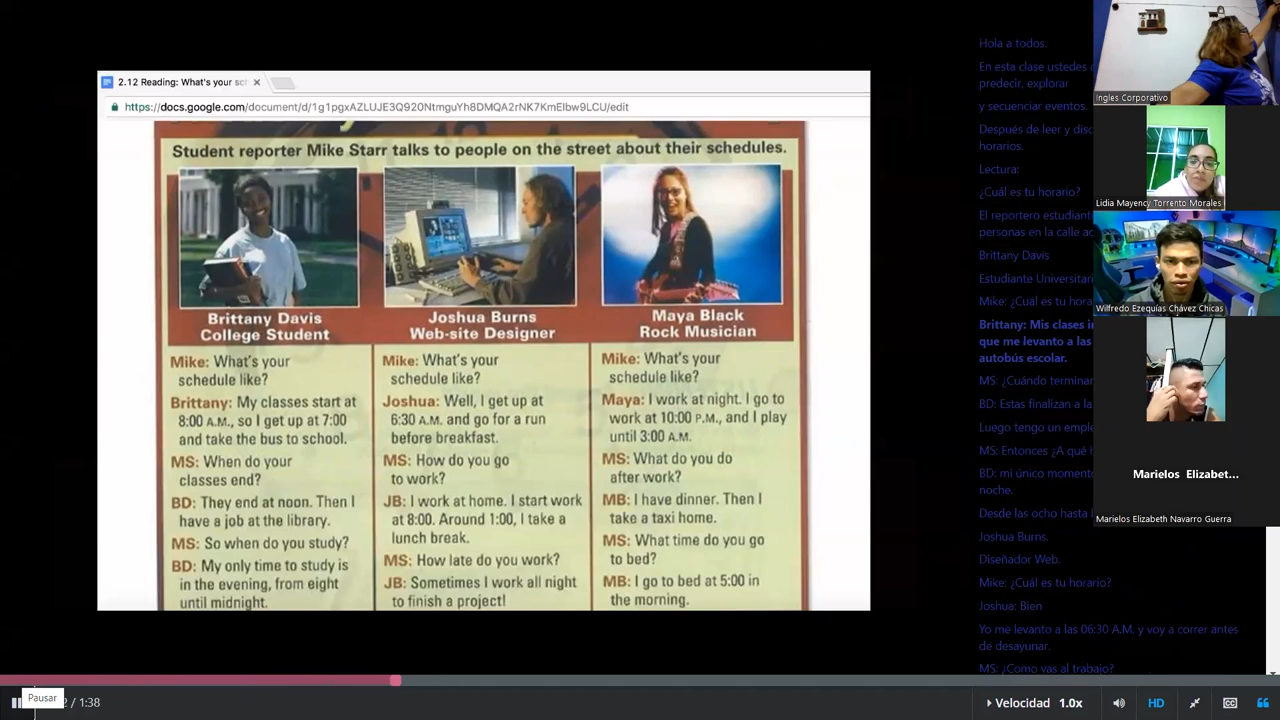 2.12 Reading: What's your sc
https://docs.google.com/document/d/1g1pgxAZLUJE3Q920NtmguYh8DMQA2rNK7KmEIbw9LCU/edit
Student reporter Mike Starr talks to people on the street about their schedules.
Brittany Davis
College Student
Mike: What's your
schedule like?
Brittany: My classes start at
8:00 A.M., so I get up at 7:00
and take the bus to school.
MS: When do your
classes end?
BD: They end at noon. Then I
have a job at the library.
MS: So when do you study?
BD: My only time to study is
in the evening, from eight
until midnight.
Joshua Burns
Web-site Designer
Mike: What's your
schedule like?
Joshua: Well, I get up at
6:30 A.M. and go for a run
before breakfast.
MS: How do you go
to work?
JB: I work at home. I start work
at 8:00. Around 1:00, I take a
lunch break.
MS: How late do you work?
JB: Sometimes I work all night
to finish a project!
Maya Black
Rock Musician
Mike: What's your
schedule like?
Maya: I work at night. I go to
work at 10:00 P.M., and I play
until 3:00 A.M.
MS: What do you do
after work?
MB: I have dinner. Then I
take a taxi home.
MS: What time do you go
to bed?
MB: I go to bed at 5:00 in
the morning.
Hola a todos.
En esta clase ustedes
predecir, explorar
y secuenciar eventos.
Después de leer y dis
horarios.
Lectura:
¿Cuál es tu horario?
El reportero estudiant
personas en la calle a
Brittany Davis
Estudiante Universitari
Mike: ¿Cuál es tu hora
Brittany: Mis clases in
que me levanto a las
autobús escolar.
MS: ¿Cuándo termina
BD: Estas finalizan a la
Luego tengo un emple
MS: Entonces ¿A qué h
BD: mi único moment
noche.
Desde las ocho hasta
Joshua Burns.
Diseñador Web.
Mike: ¿Cuál es tu horario?
Joshua: Bien
Yo me levanto a las 06:30 A.M. y voy a correr antes
de desayunar.
MS: ¿Como vas al trabajo?
Ingles Corporativo
Lidia Mayency Torrento Morales
Wilfredo Ezequías Chávez Chicas
Marielos Elizabet...
Marielos Elizabeth Navarro Guerra
Pausar
2 / 1:38
Velocidad 1.0x
HD
CC